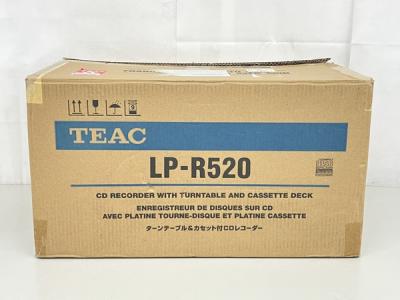 TEAC
LP-R520
CD RECORDER WITH TURNTABLE AND CASSETTE DECK
ENREGISTREUR DE DISQUES SUR CD
AVEC PLATINE TOURNE-DISQUE ET PLATINE CASSETTE
ターンテーブル&カセット付CDレコーダー